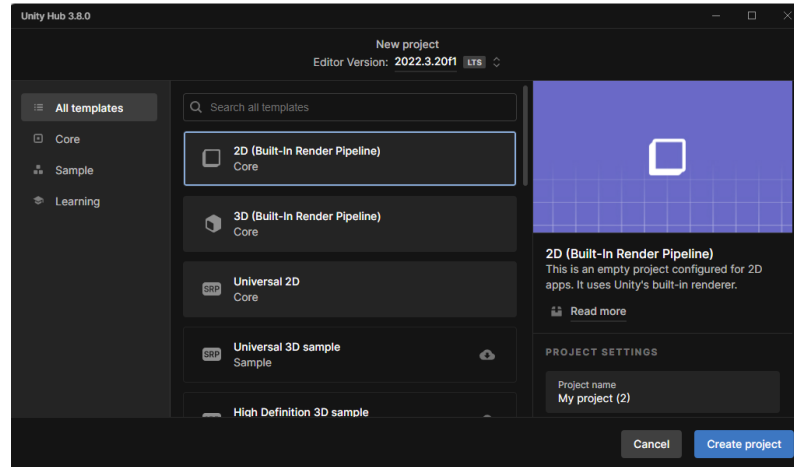 Unity Hub 3.8.0
New project
Editor Version: 2022.3.20f1 LTS
All templates
Core
Sample
Learning
Search all templates
2D (Built-In Render Pipeline)
Core
3D (Built-In Render Pipeline)
Core
SRP
Universal 2D
Core
SRP
Universal 3D sample
Sample
High Definition 3D sample
2D (Built-In Render Pipeline)
This is an empty project configured for 2D
apps. It uses Unity's built-in renderer.
Read more
PROJECT SETTINGS
Project name
My project (2)
Cancel
Create project